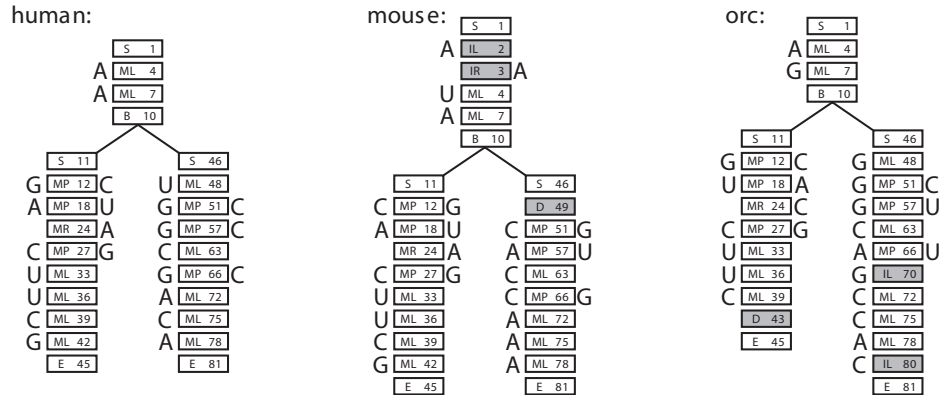 human:
S 1
A ML 4
A ML 7
B 10
S 11
G MP 12 C
A MP 18 U
MR 24 A
C MP 27 G
U ML 33
U ML 36
C ML 39
G ML 42
E 45
S 46
U ML 48
G MP 51 C
G MP 57 C
C ML 63
G MP 66 C
A ML 72
C ML 75
A ML 78
E 81
mouse:
S 1
A IL 2
IR 3 A
U ML 4
A ML 7
B 10
S 11
C MP 12 G
A MP 18 U
MR 24 A
C MP 27 G
U ML 33
U ML 36
C ML 39
G ML 42
E 45
S 46
D 49
C MP 51 G
A MP 57 U
C ML 63
C MP 66 G
A ML 72
A ML 75
A ML 78
E 81
orc:
S 1
A ML 4
G ML 7
B 10
S 11
G MP 12 C
U MP 18 A
MR 24 C
C MP 27 G
U ML 33
U ML 36
C ML 39
D 43
E 45
S 46
G ML 48
G MP 51 C
G MP 57 U
C ML 63
A MP 66 U
G IL 70
C ML 72
C ML 75
A ML 78
C IL 80
E 81